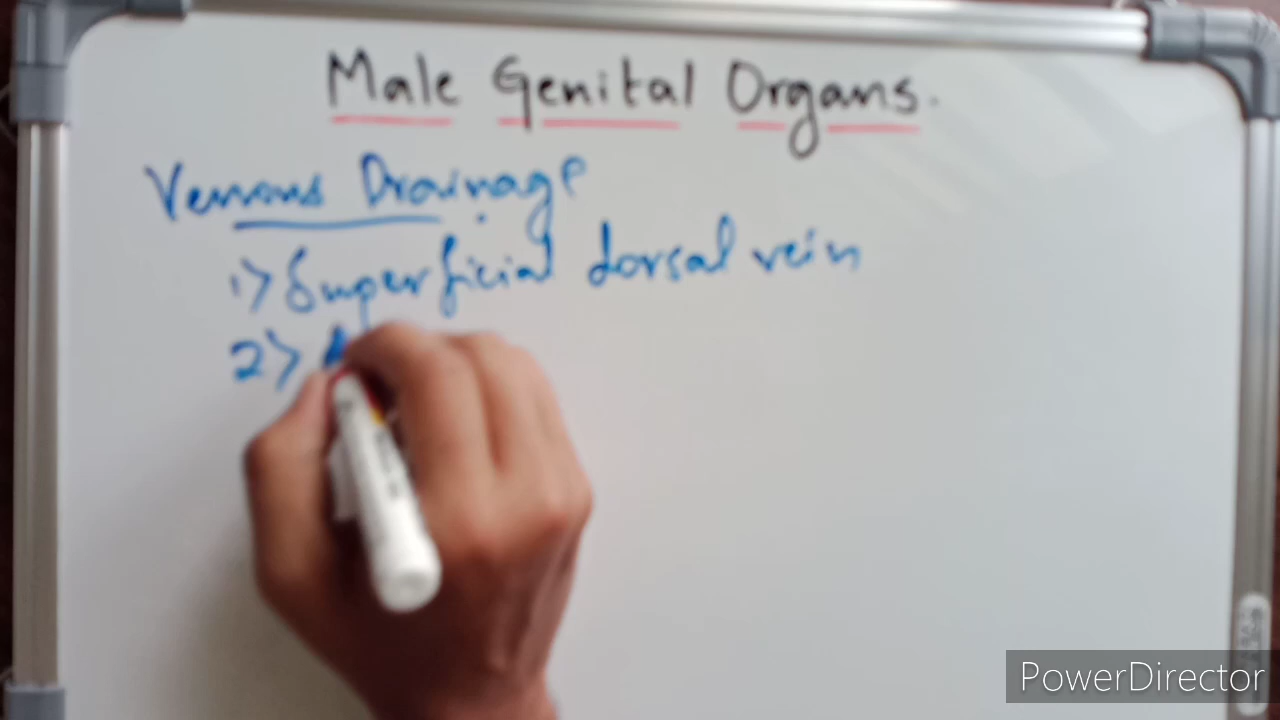 Male Genital Organs.
Venous Drainage
1) Superficial dorsal vein
2)
PowerDirector